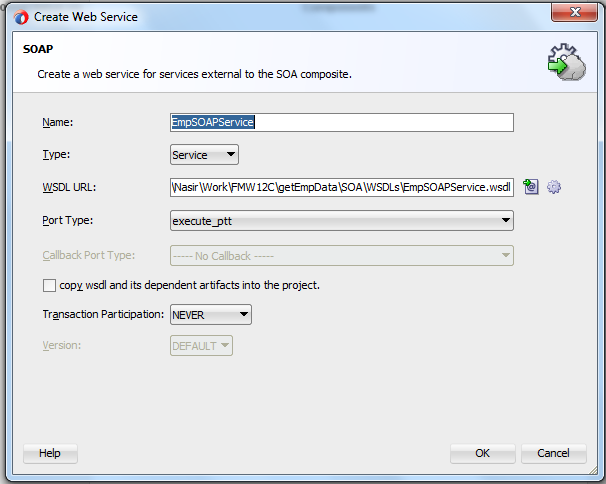 Create Web Service
SOAP
Create a web service for services external to the SOA composite.
Name: EmpSOAPService
Type: Service
WSDL URL: \Nasir\Work\FMW12C\getEmpData\SOA\WSDLs\EmpSOAPService.wsdl
Port Type: execute_ptt
Callback Port Type: ----- No Callback -----
copy wsdl and its dependent artifacts into the project.
Transaction Participation: NEVER
Version: DEFAULT
Help OK Cancel